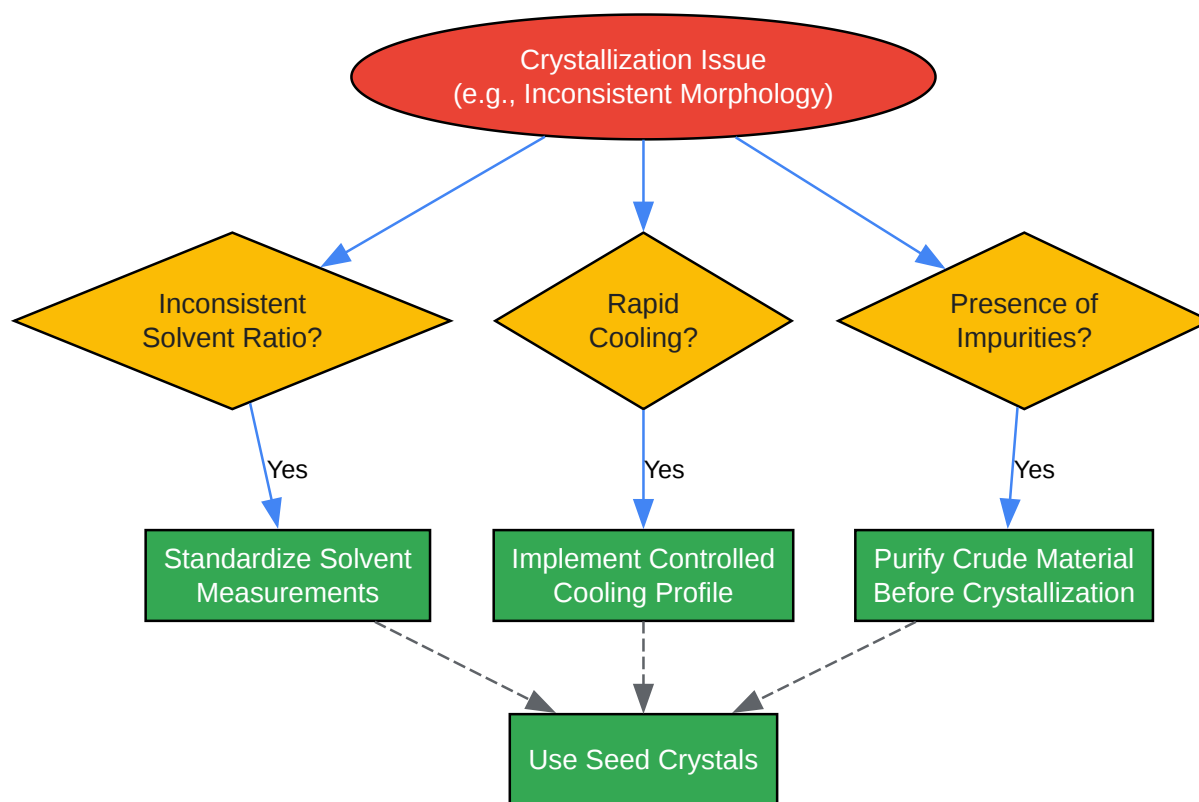 Crystallization Issue
(e.g., Inconsistent Morphology)
Inconsistent
Solvent Ratio?
Rapid
Cooling?
Presence of
Impurities?
Yes
Yes
Yes
Standardize Solvent
Measurements
Implement Controlled
Cooling Profile
Purify Crude Material
Before Crystallization
Use Seed Crystals